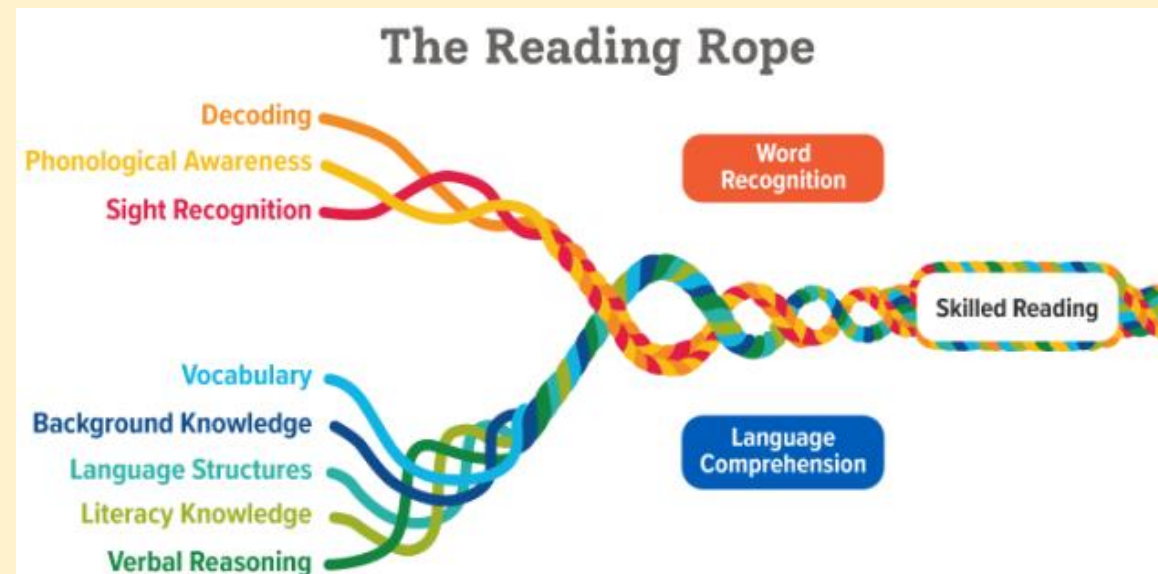 The Reading Rope
Decoding
Phonological Awareness
Sight Recognition
Word
Recognition
Skilled Reading
Vocabulary
Background Knowledge
Language Structures
Literacy Knowledge
Verbal Reasoning
Language
Comprehension